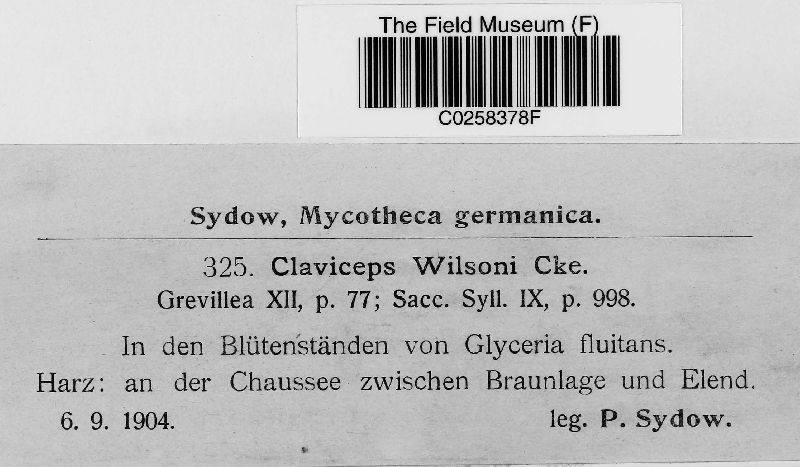 The Field Museum (F)
C0258378F
Sydow, Mycotheca germanica.
325. Claviceps Wilsoni Cke.
Grevillea XII, p. 77; Sacc. Syll. IX, p. 998.
In den Blütenständen von Glyceria fluitans.
Harz: an der Chaussee zwischen Braunlage und Elend.
6. 9. 1904. leg. P. Sydow.